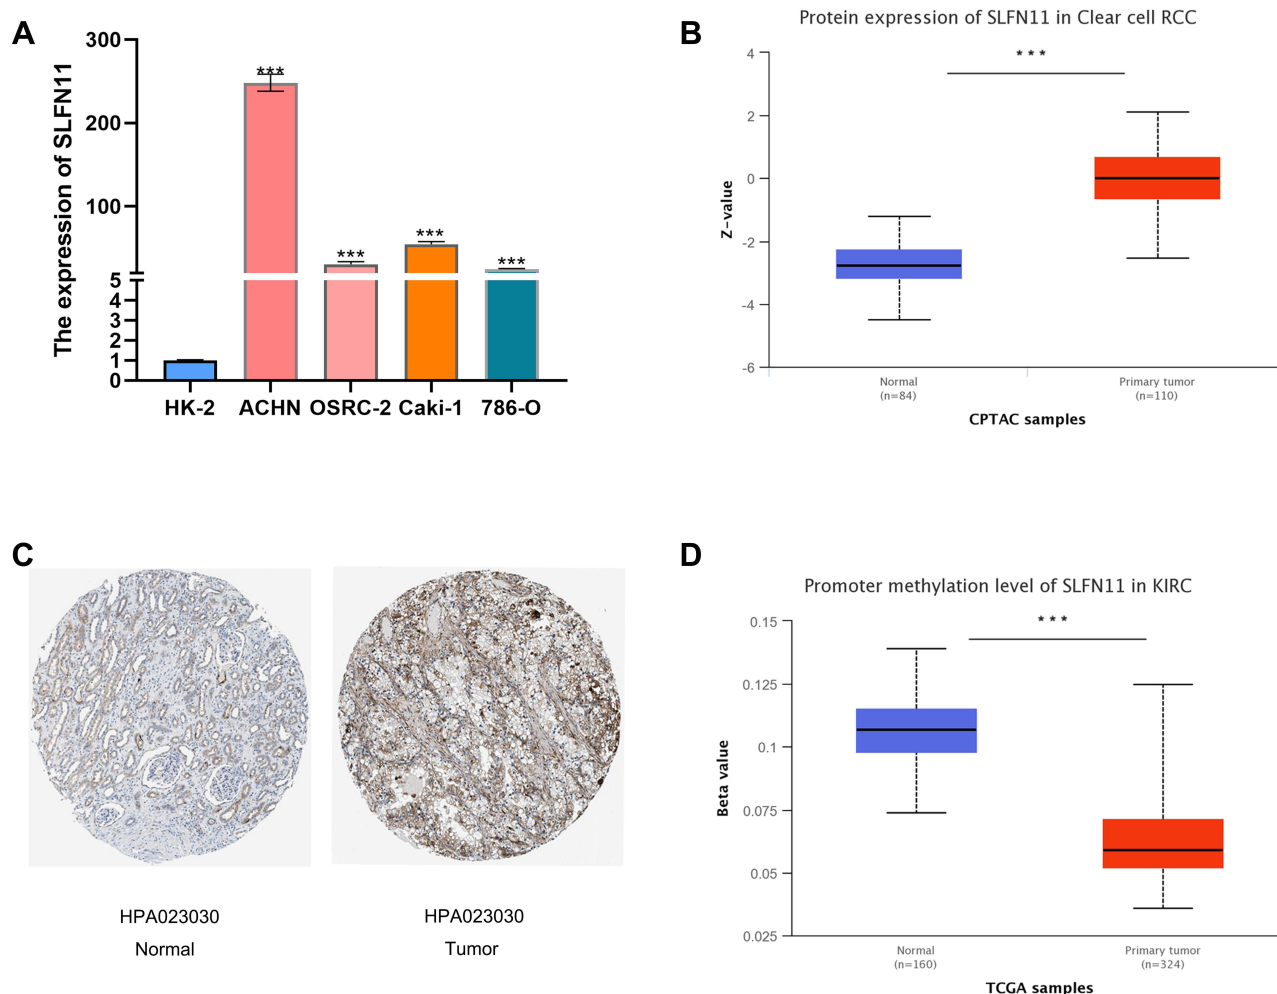 A
The expression of SLFN11
300
200
100
5
4
3
2
1
0
***
***
***
***
HK-2 ACHN OSRC-2 Caki-1 786-O
B
Protein expression of SLFN11 in Clear cell RCC
***
Z-value
4
2
0
-2
-4
-6
Normal
(n=84)
Primary tumor
(n=110)
CPTAC samples
C
HPA023030
Normal
HPA023030
Tumor
D
Promoter methylation level of SLFN11 in KIRC
***
Beta value
0.15
0.125
0.1
0.075
0.05
0.025
Normal
(n=160)
Primary tumor
(n=324)
TCGA samples